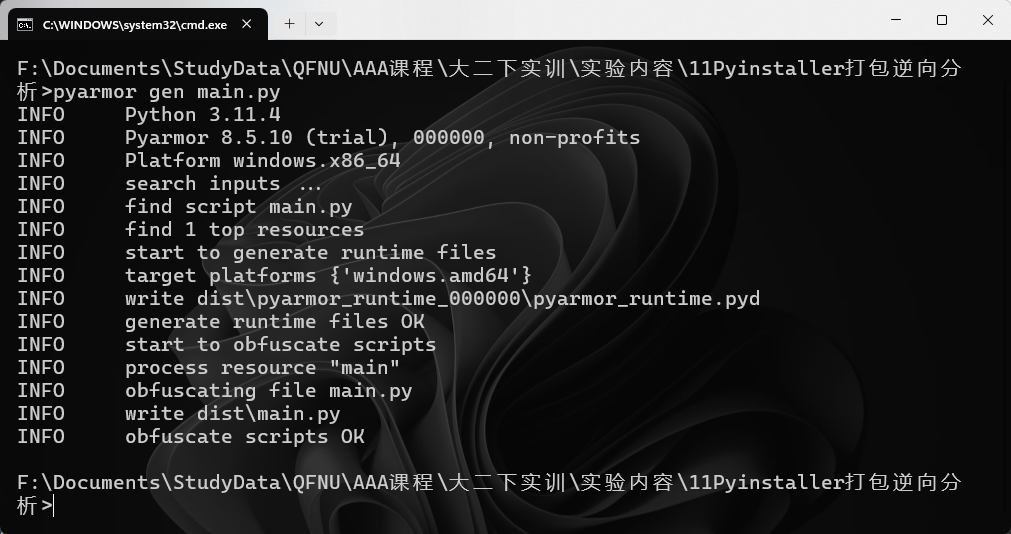 C:\WINDOWS\system32\cmd.exe
F:\Documents\StudyData\QFNU\AAA课程\大二下实训\实验内容\11Pyinstaller打包逆向分
析>pyarmor gen main.py
INFO     Python 3.11.4
INFO     Pyarmor 8.5.10 (trial), 000000, non-profits
INFO     Platform windows.x86_64
INFO     search inputs ...
INFO     find script main.py
INFO     find 1 top resources
INFO     start to generate runtime files
INFO     target platforms {'windows.amd64'}
INFO     write dist\pyarmor_runtime_000000\pyarmor_runtime.pyd
INFO     generate runtime files OK
INFO     start to obfuscate scripts
INFO     process resource "main"
INFO     obfuscating file main.py
INFO     write dist\main.py
INFO     obfuscate scripts OK
F:\Documents\StudyData\QFNU\AAA课程\大二下实训\实验内容\11Pyinstaller打包逆向分
析>